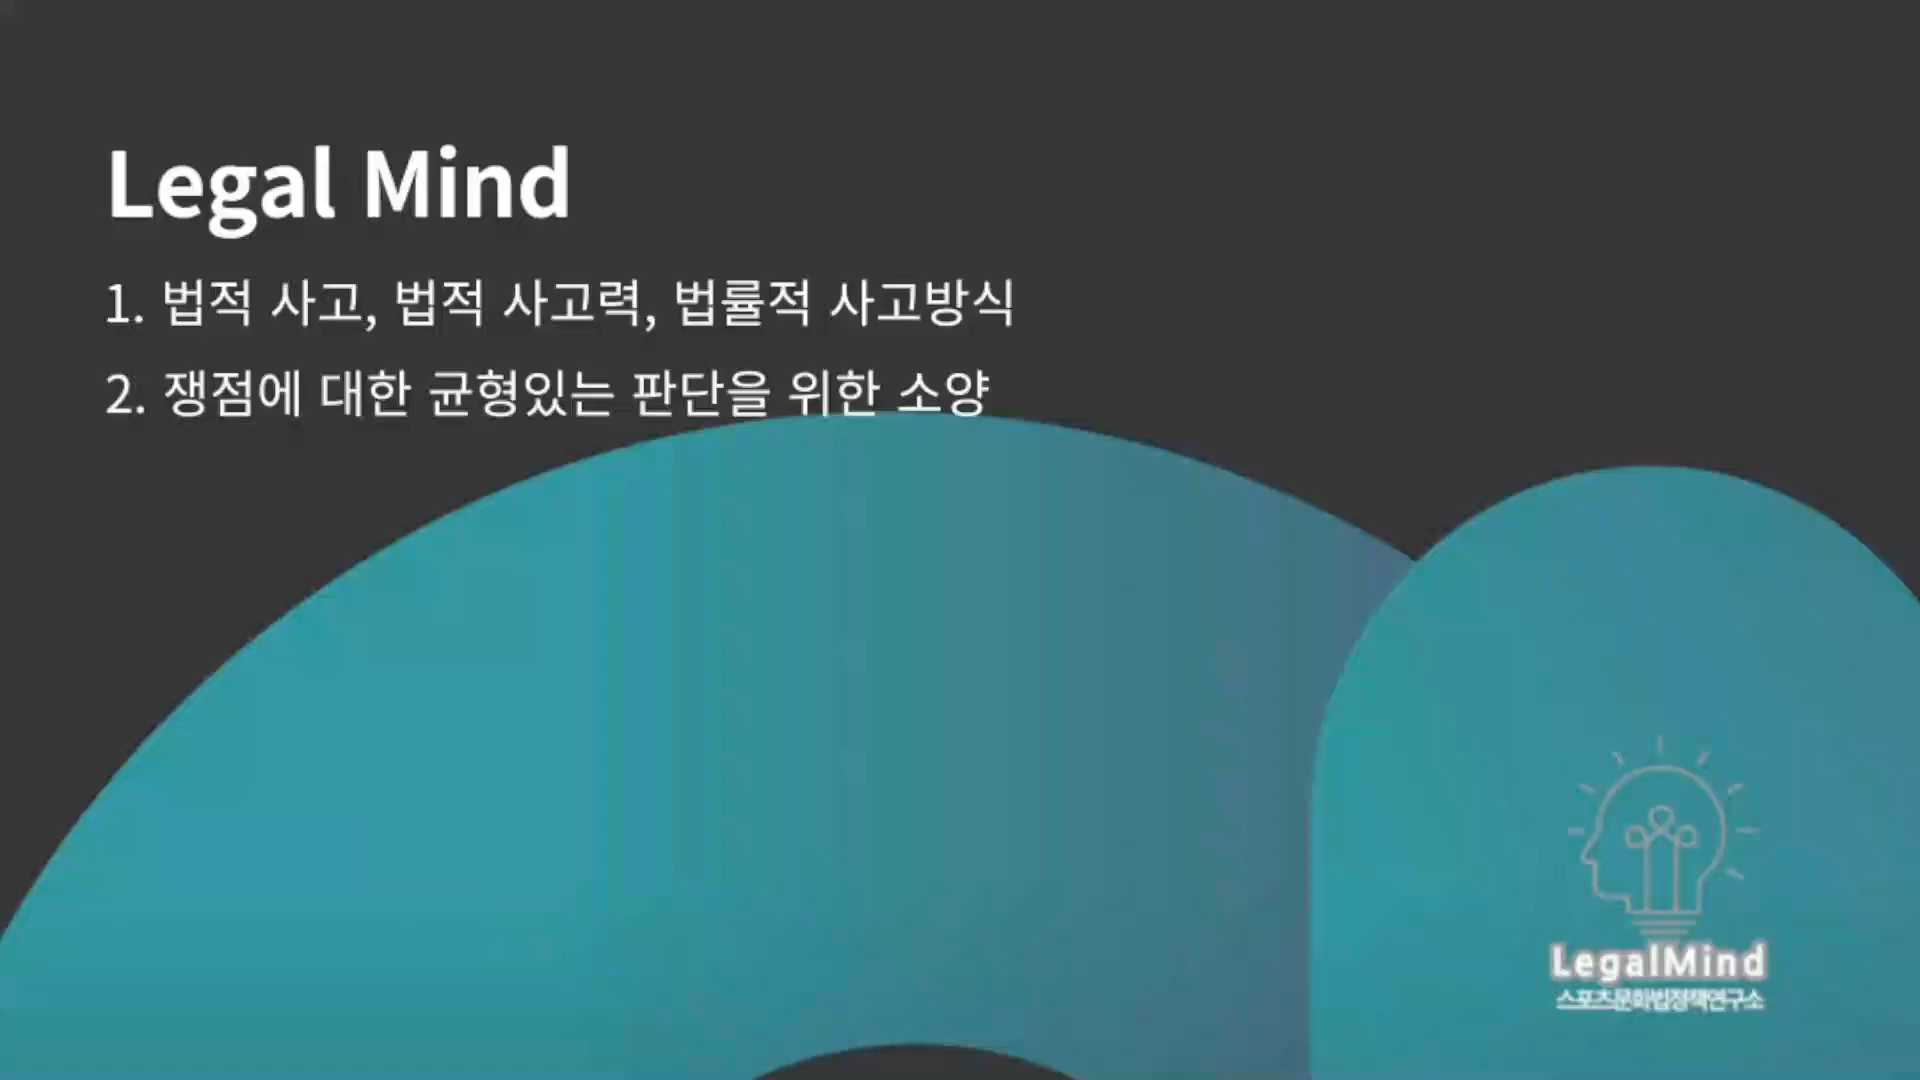 Legal Mind
1. 법적 사고, 법적 사고력, 법률적 사고방식
2. 쟁점에 대한 균형있는 판단을 위한 소양
LegalMind
스포츠문화법정책연구소